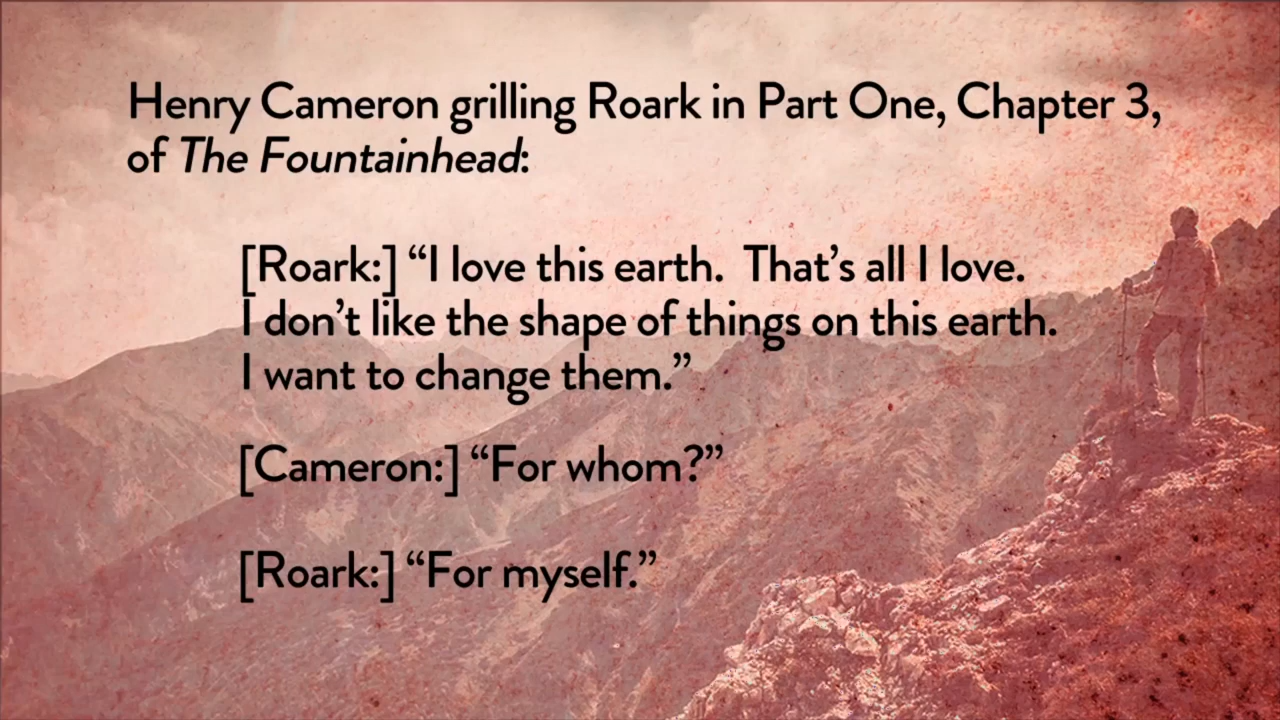 Henry Cameron grilling Roark in Part One, Chapter 3,
of The Fountainhead:
[Roark:] “I love this earth.  That’s all I love.
I don’t like the shape of things on this earth.
I want to change them.”
[Cameron:] “For whom?”
[Roark:] “For myself.”